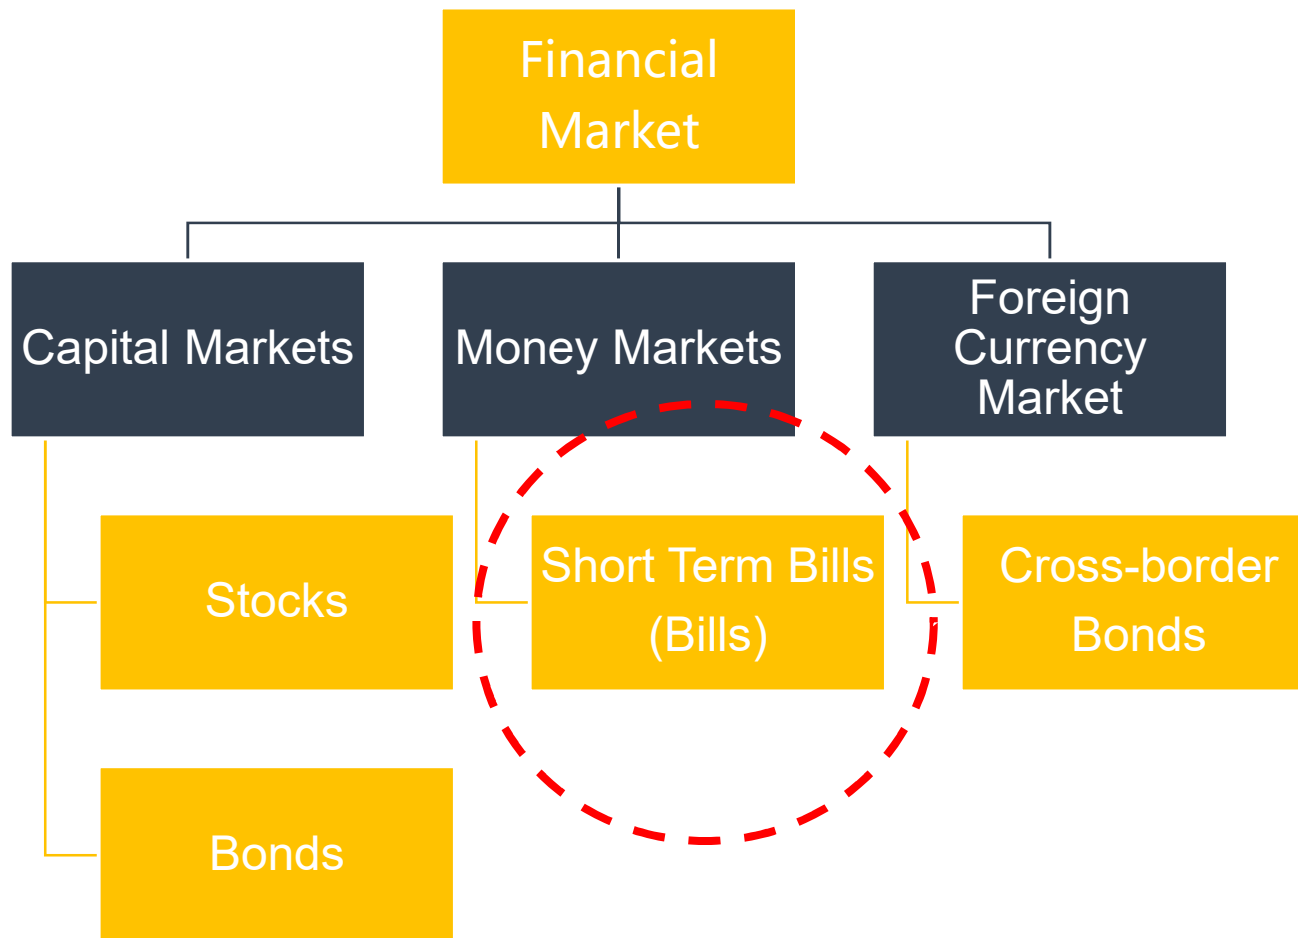 Financial
Market
Capital Markets
Money Markets
Foreign
Currency
Market
Stocks
Short Term Bills
(Bills)
Cross-border
Bonds
Bonds